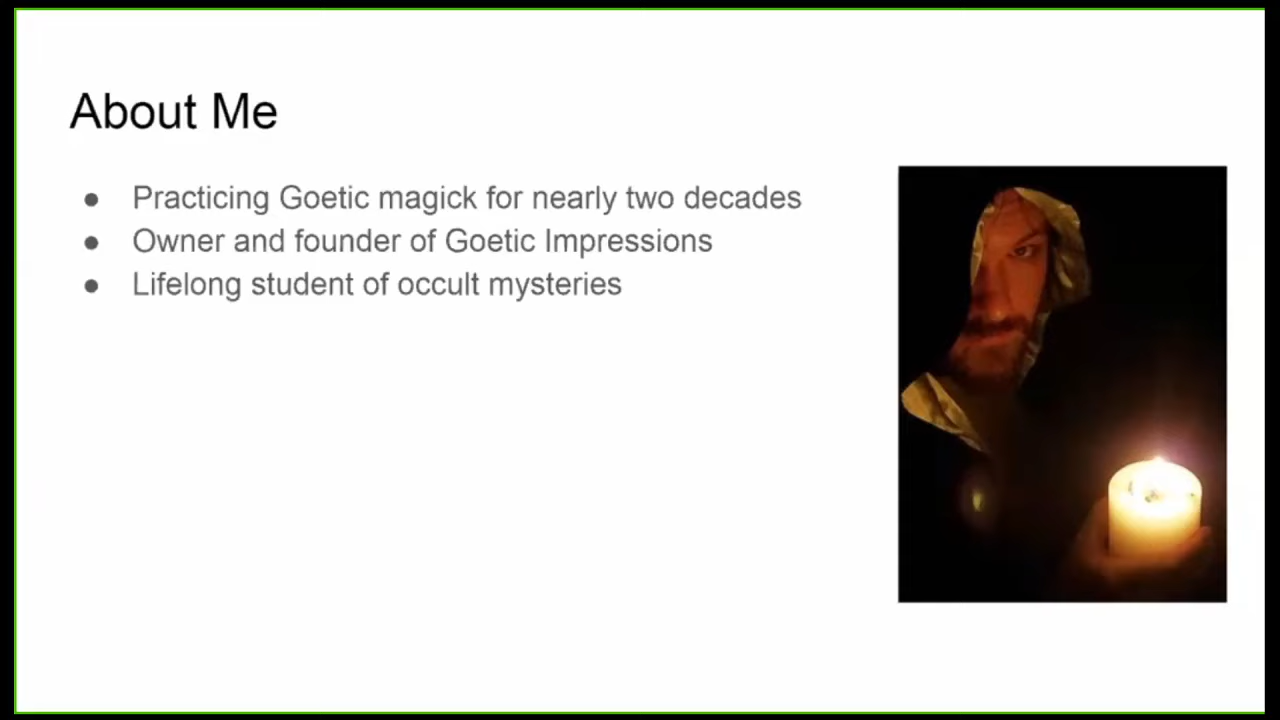 About Me
● Practicing Goetic magick for nearly two decades
● Owner and founder of Goetic Impressions
● Lifelong student of occult mysteries